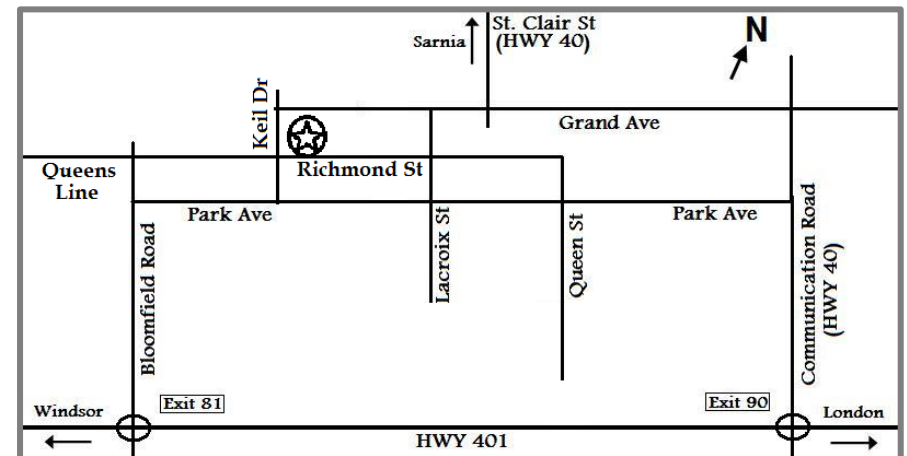 St. Clair St
(HWY 40)
Sarnia
N
Keil Dr
Grand Ave
Queens
Line
Richmond St
Park Ave
Park Ave
Bloomfield Road
Lacroix St
Queen St
Communication Road
(HWY 40)
Exit 81
Exit 90
Windsor
London
HWY 401